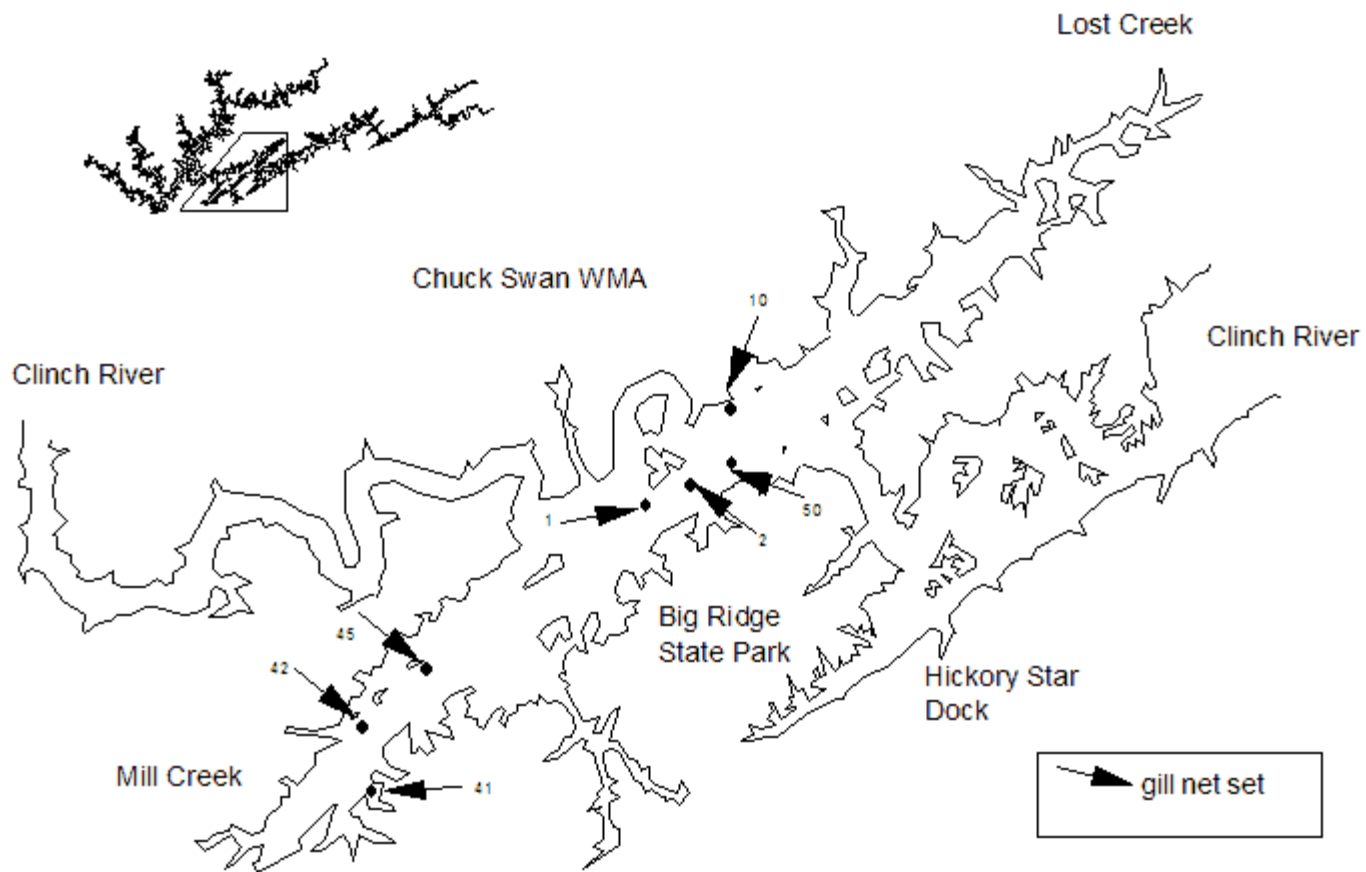 Lost Creek
Chuck Swan WMA
10
Clinch River
Clinch River
1
2
50
45
Big Ridge
State Park
42
Hickory Star
Dock
Mill Creek
41
gill net set